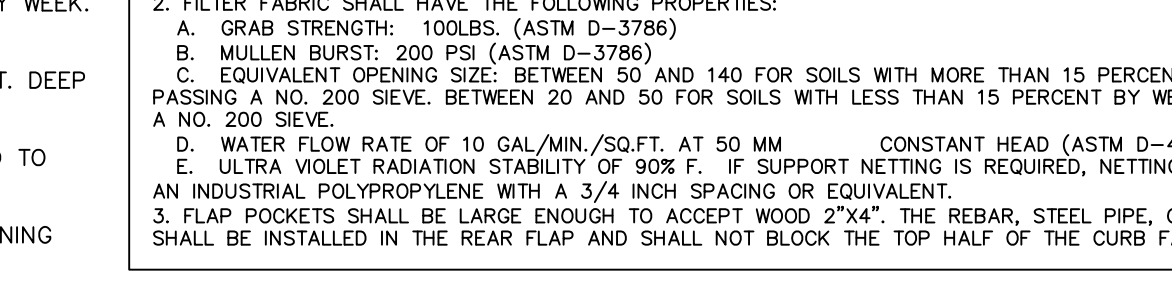 Y WEEK.
T. DEEP
TO
NING
2. FILTER FABRIC SHALL HAVE THE FOLLOWING PROPERTIES:
A. GRAB STRENGTH: 100LBS. (ASTM D-3786)
B. MULLEN BURST: 200 PSI (ASTM D-3786)
C. EQUIVALENT OPENING SIZE: BETWEEN 50 AND 140 FOR SOILS WITH MORE THAN 15 PERCEN
PASSING A NO. 200 SIEVE. BETWEEN 20 AND 50 FOR SOILS WITH LESS THAN 15 PERCENT BY WE
A NO. 200 SIEVE.
D. WATER FLOW RATE OF 10 GAL/MIN./SQ.FT. AT 50 MM CONSTANT HEAD (ASTM D-4
E. ULTRA VIOLET RADIATION STABILITY OF 90% F. IF SUPPORT NETTING IS REQUIRED, NETTING
AN INDUSTRIAL POLYPROPYLENE WITH A 3/4 INCH SPACING OR EQUIVALENT.
3. FLAP POCKETS SHALL BE LARGE ENOUGH TO ACCEPT WOOD 2"X4". THE REBAR, STEEL PIPE,
SHALL BE INSTALLED IN THE REAR FLAP AND SHALL NOT BLOCK THE TOP HALF OF THE CURB F